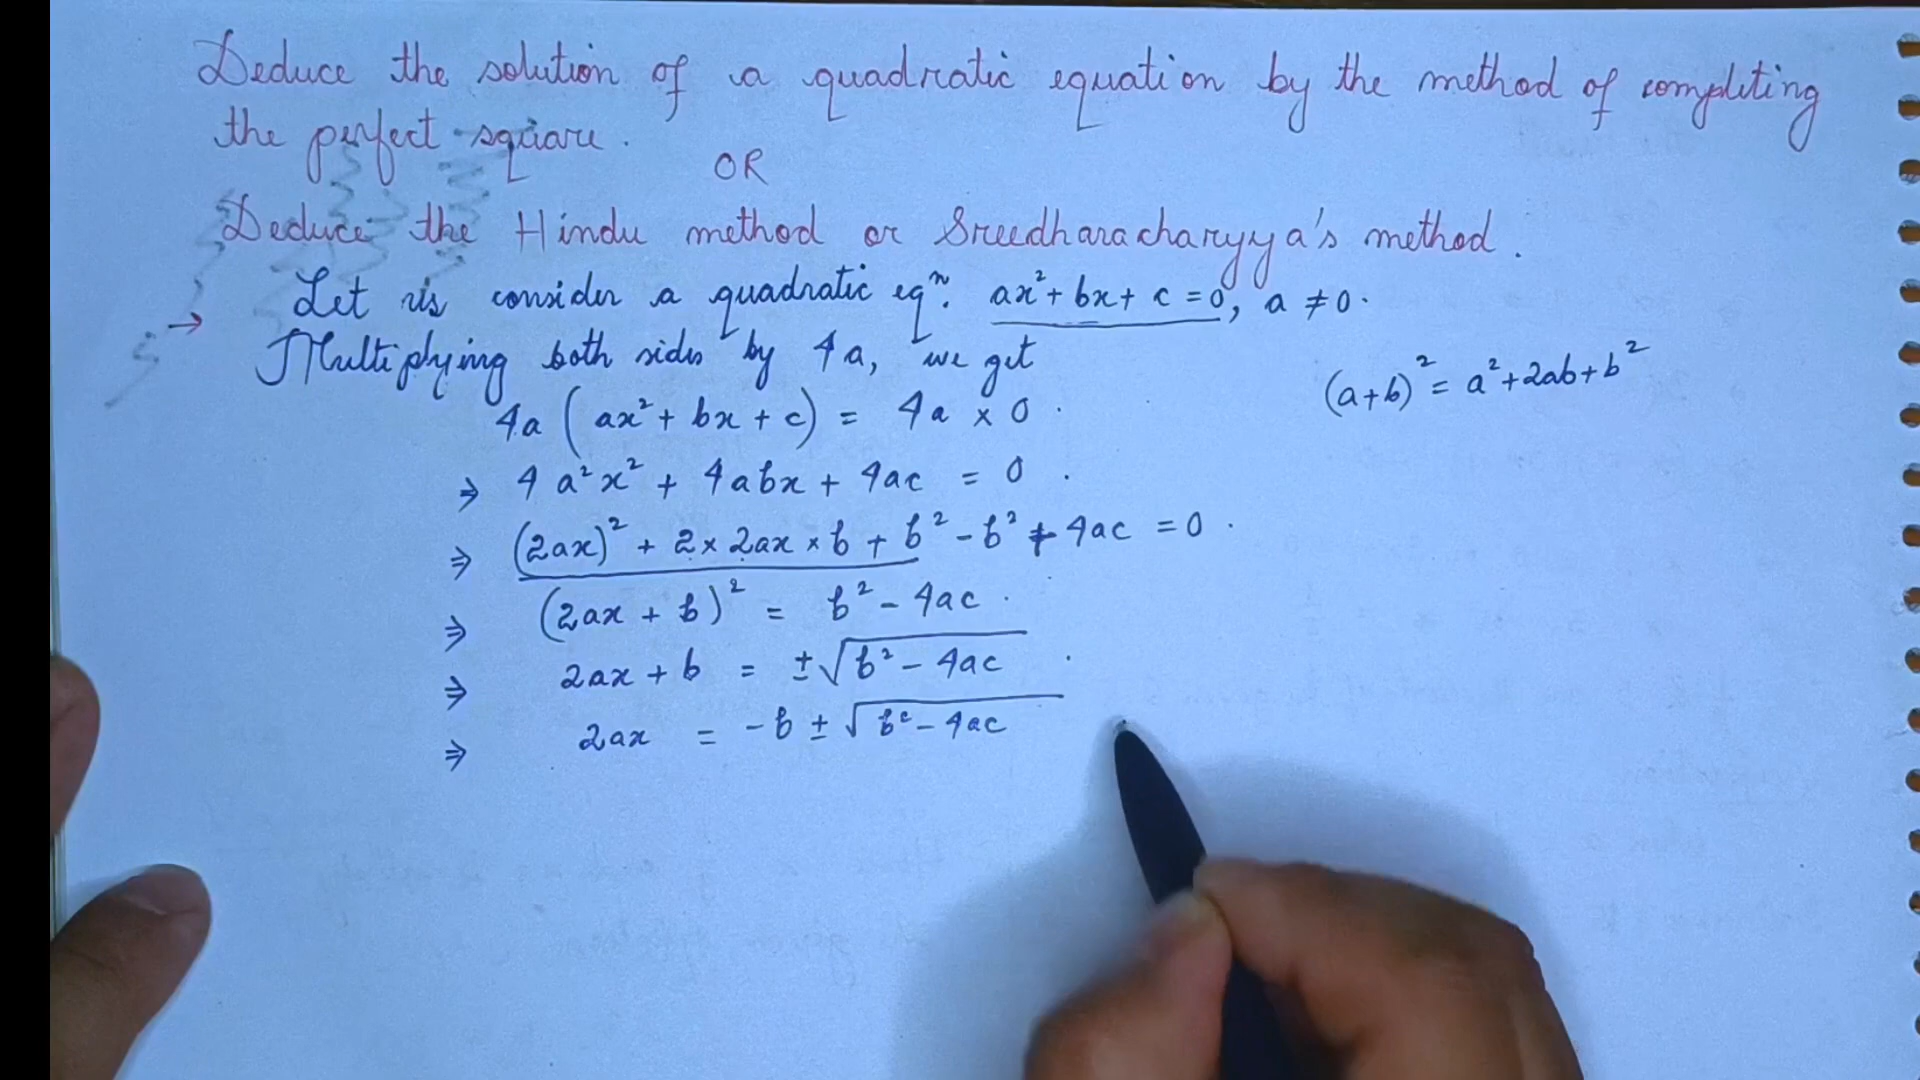 Deduce the solution of a quadratic equation by the method of completing
the perfect square.
OR
Deduce the Hindu method or Sreedharacharyya's method.
→ Let us consider a quadratic eqⁿ. ax² + bx + c = 0, a ≠ 0.
Multiplying both sides by 4a, we get
(a+b)² = a²+2ab+b²
4a (ax² + bx + c) = 4a × 0.
⇒ 4a²x² + 4abx + 4ac = 0.
⇒ (2ax)² + 2 × 2ax × b + b² - b² + 4ac = 0.
⇒ (2ax + b)² = b² - 4ac.
⇒ 2ax + b = ±√b² - 4ac.
⇒ 2ax = -b ± √b² - 4ac